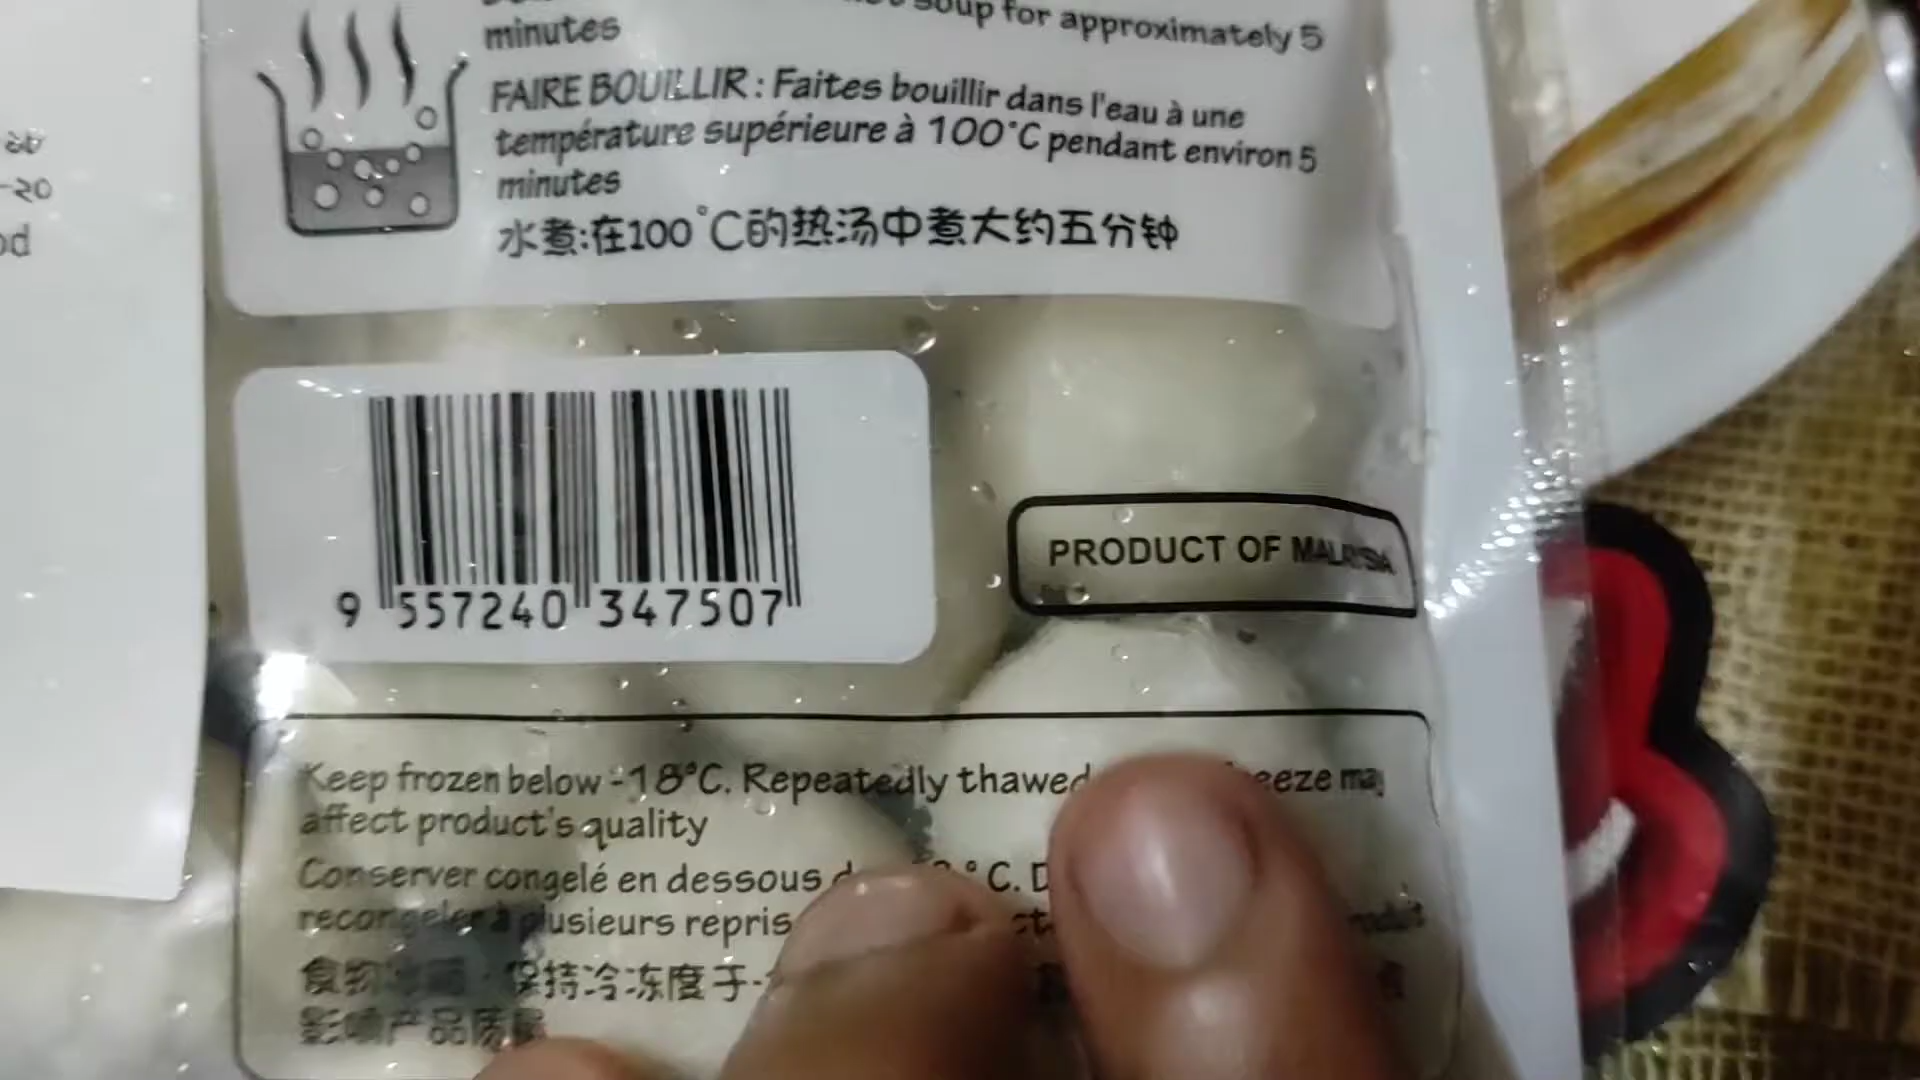 soup for approximately 5
minutes
FAIRE BOUILLIR : Faites bouillir dans l'eau à une
température supérieure à 100°C pendant environ 5
minutes
水煮:在100°C的热汤中煮大约五分钟
9 557240 347507
PRODUCT OF MALAYSIA
Keep frozen below -18°C. Repeatedly thawed
may
affect product's quality
Conserver congelé en dessous
°C.
recongeler à plusieurs
保持冷冻度于
影响产品质量
-20